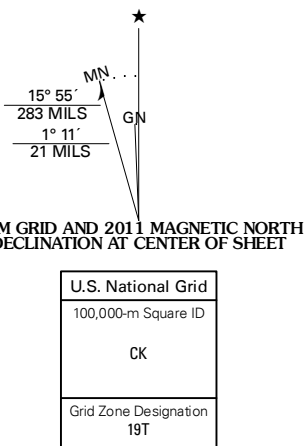 ★
MN
GN
15° 55´
283 MILS
1° 11´
21 MILS
M GRID AND 2011 MAGNETIC NORTH
DECLINATION AT CENTER OF SHEET
U.S. National Grid
100,000-m Square ID
CK
Grid Zone Designation
19T